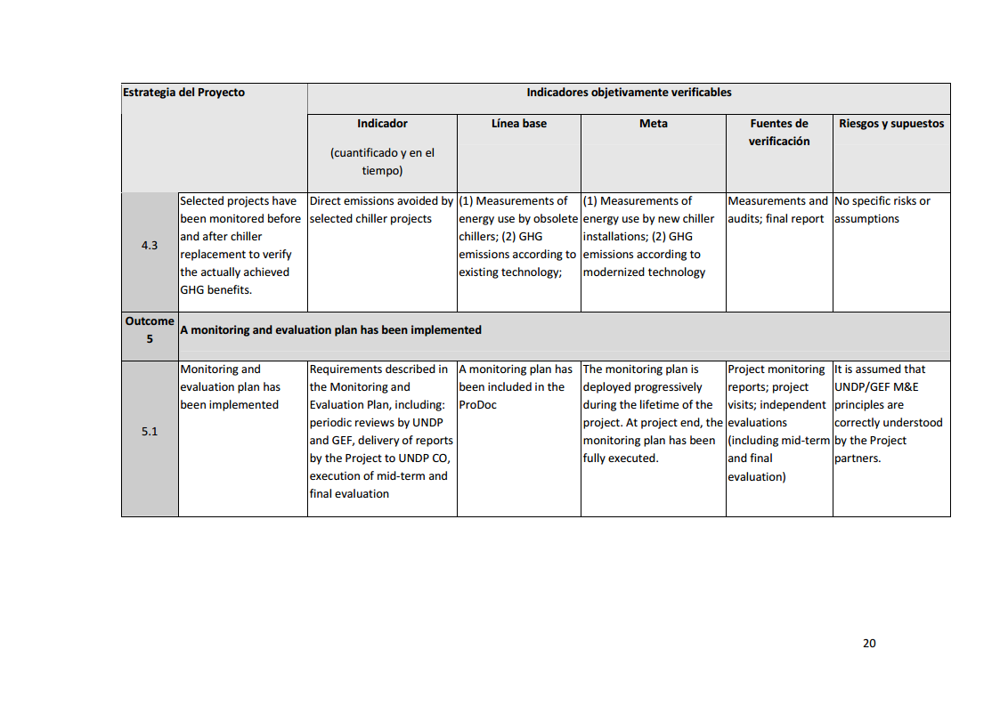 Estrategia del Proyecto
Indicadores objetivamente verificables
Indicador
(cuantificado y en el
tiempo)
Línea base
Meta
Fuentes de
verificación
Riesgos y supuestos
4.3
Selected projects have
been monitored before
and after chiller
replacement to verify
the actually achieved
GHG benefits.
Direct emissions avoided by
selected chiller projects
(1) Measurements of
energy use by obsolete
chillers; (2) GHG
emissions according to
existing technology;
(1) Measurements of
energy use by new chiller
installations; (2) GHG
emissions according to
modernized technology
Measurements and
audits; final report
No specific risks or
assumptions
Outcome
5
A monitoring and evaluation plan has been implemented
5.1
Monitoring and
evaluation plan has
been implemented
Requirements described in
the Monitoring and
Evaluation Plan, including:
periodic reviews by UNDP
and GEF, delivery of reports
by the Project to UNDP CO,
execution of mid-term and
final evaluation
A monitoring plan has
been included in the
ProDoc
The monitoring plan is
deployed progressively
during the lifetime of the
project. At project end, the
monitoring plan has been
fully executed.
Project monitoring
reports; project
visits; independent
evaluations
(including mid-term
and final
evaluation)
It is assumed that
UNDP/GEF M&E
principles are
correctly understood
by the Project
partners.
20